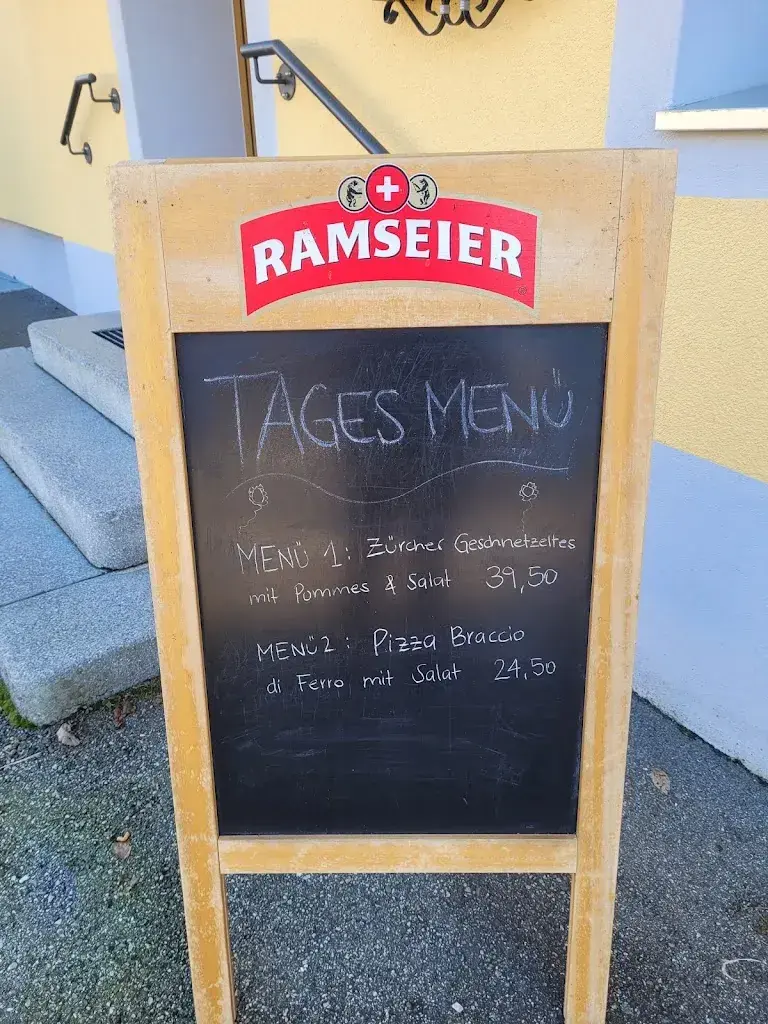 RAMSEIER
TAGES MENÜ
MENÜ 1: Zürcher Geschnetzeltes
mit Pommes & Salat 39,50
MENÜ 2: Pizza Braccio
di Ferro mit Salat 24,50